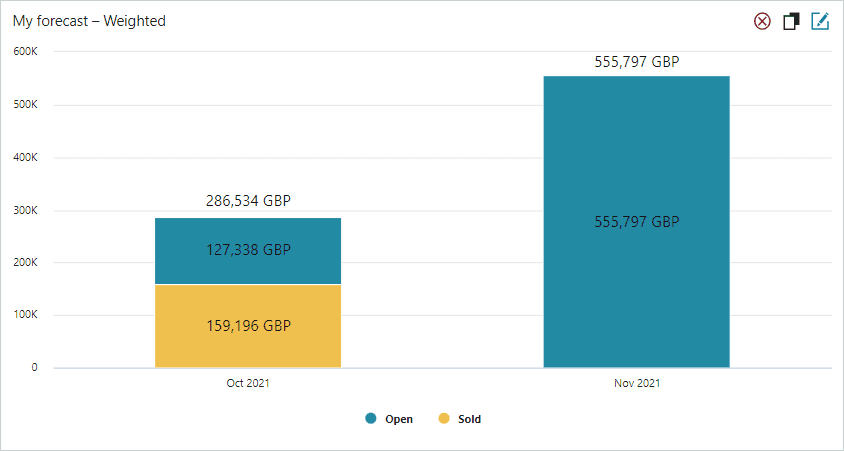 My forecast – Weighted
600K
555,797 GBP
500K
400K
300K
286,534 GBP
555,797 GBP
127,338 GBP
200K
100K
159,196 GBP
0
Oct 2021
Nov 2021
Open
Sold